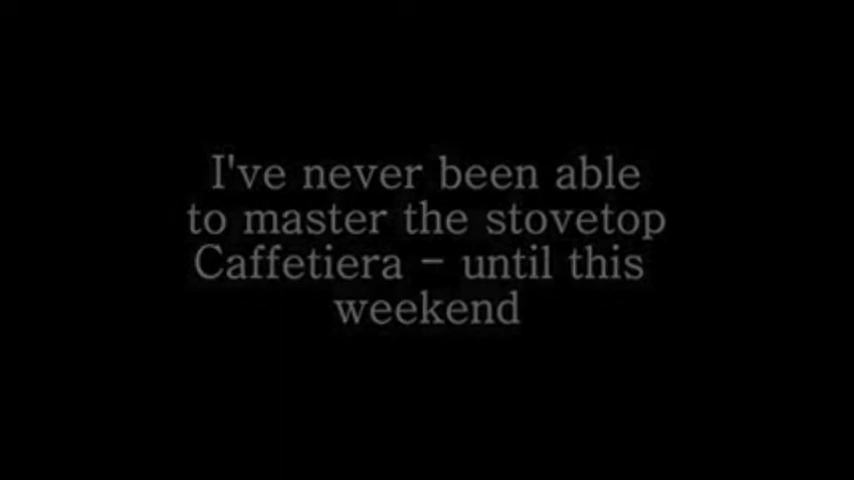 I've never been able
to master the stovetop
Caffetiera - until this
weekend